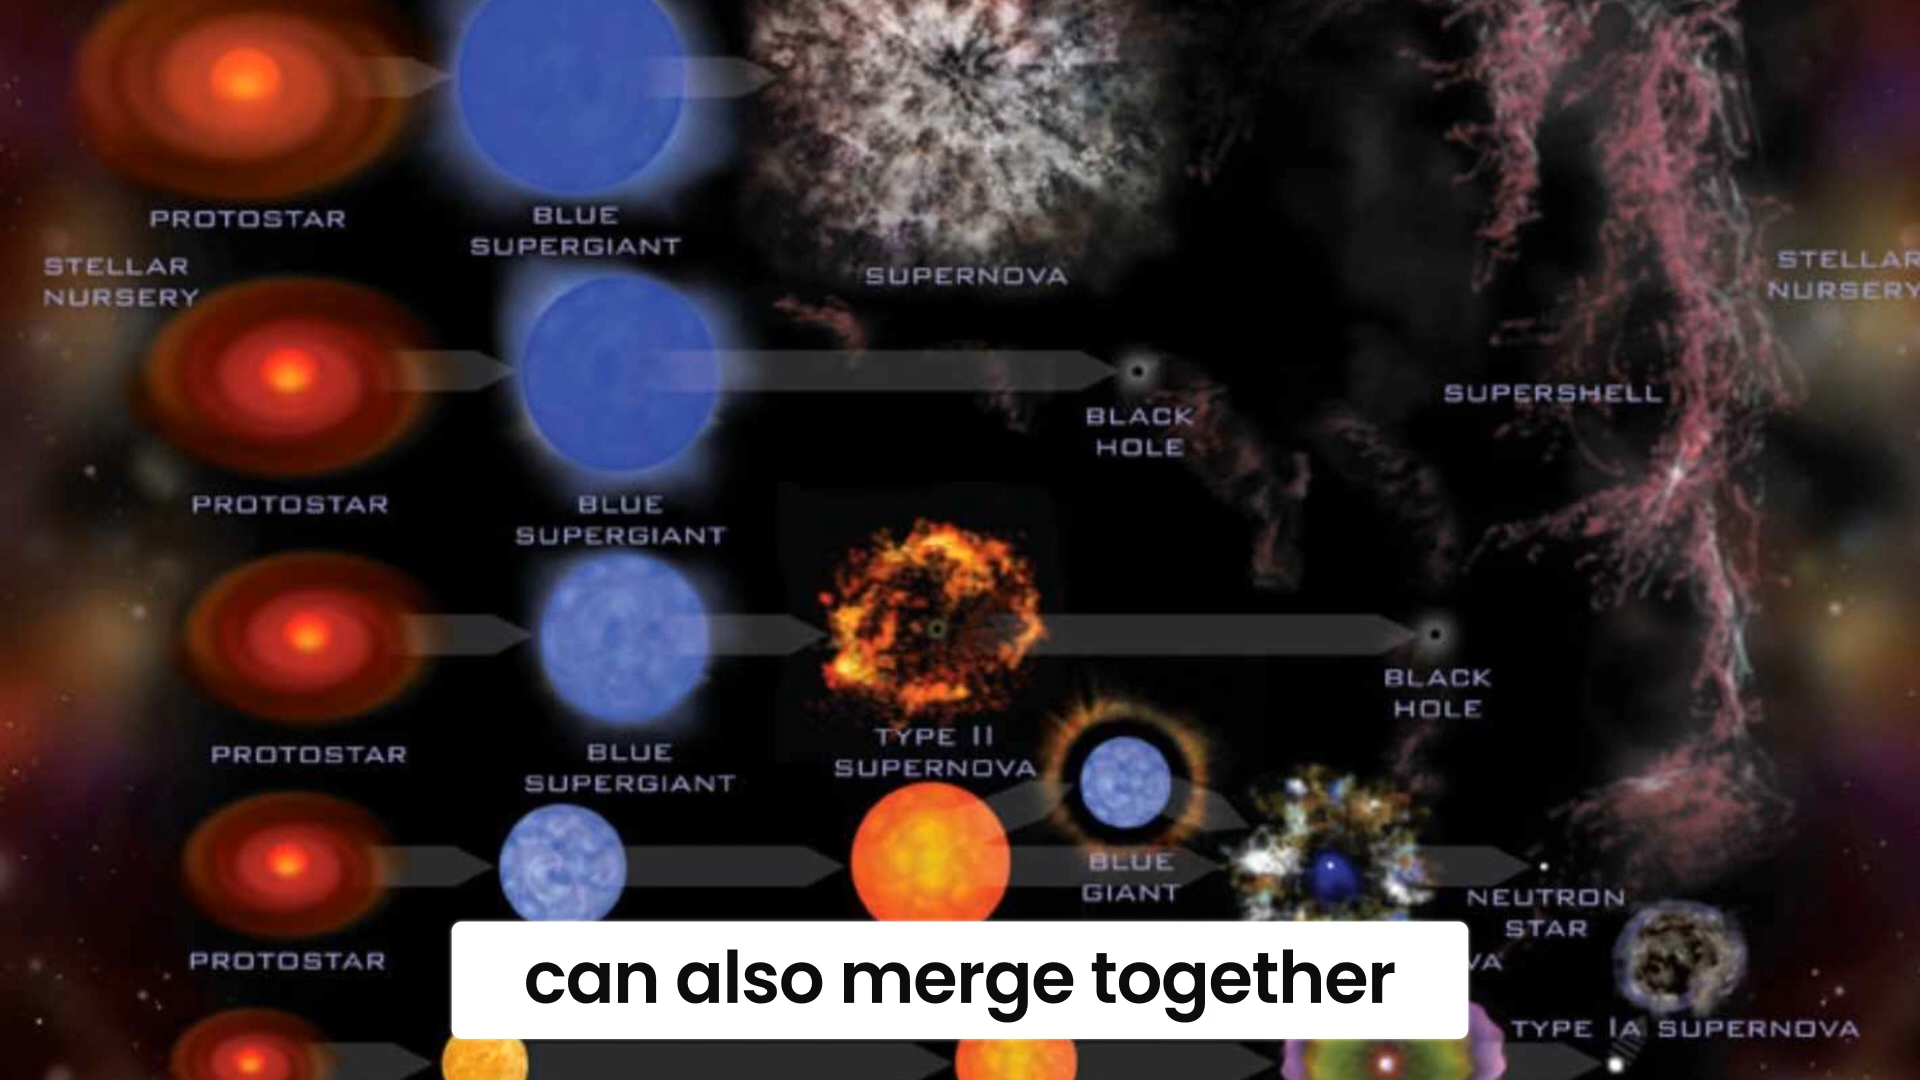 PROTOSTAR
BLUE
SUPERGIANT
SUPERNOVA
STELLAR
NURSERY
STELLAR
NURSERY
BLACK
HOLE
SUPERSHELL
PROTOSTAR
BLUE
SUPERGIANT
BLACK
HOLE
PROTOSTAR
BLUE
SUPERGIANT
TYPE II
SUPERNOVA
BLUE
GIANT
NEUTRON
STAR
PROTOSTAR
VA
TYPE IA SUPERNOVA
can also merge together